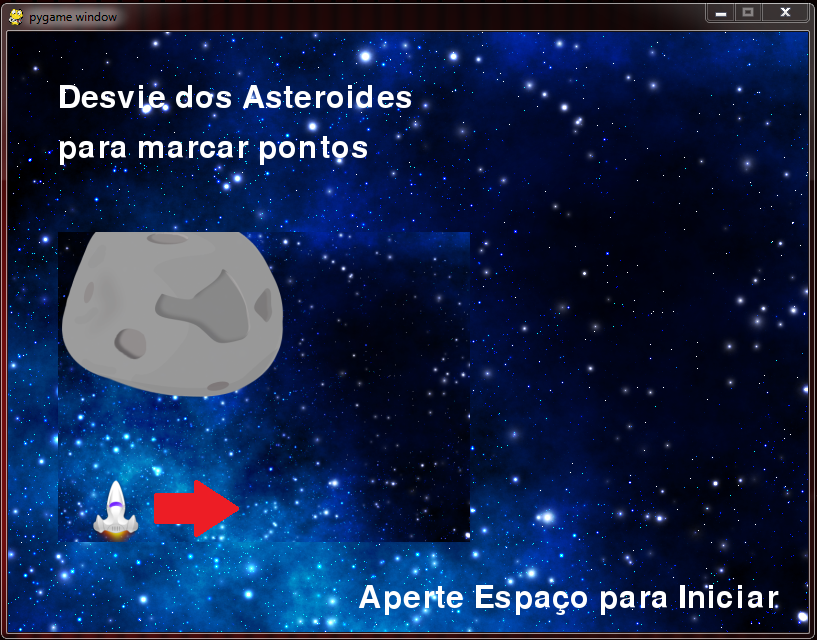 pygame window
Desvie dos Asteroides
para marcar pontos
Aperte Espaço para Iniciar